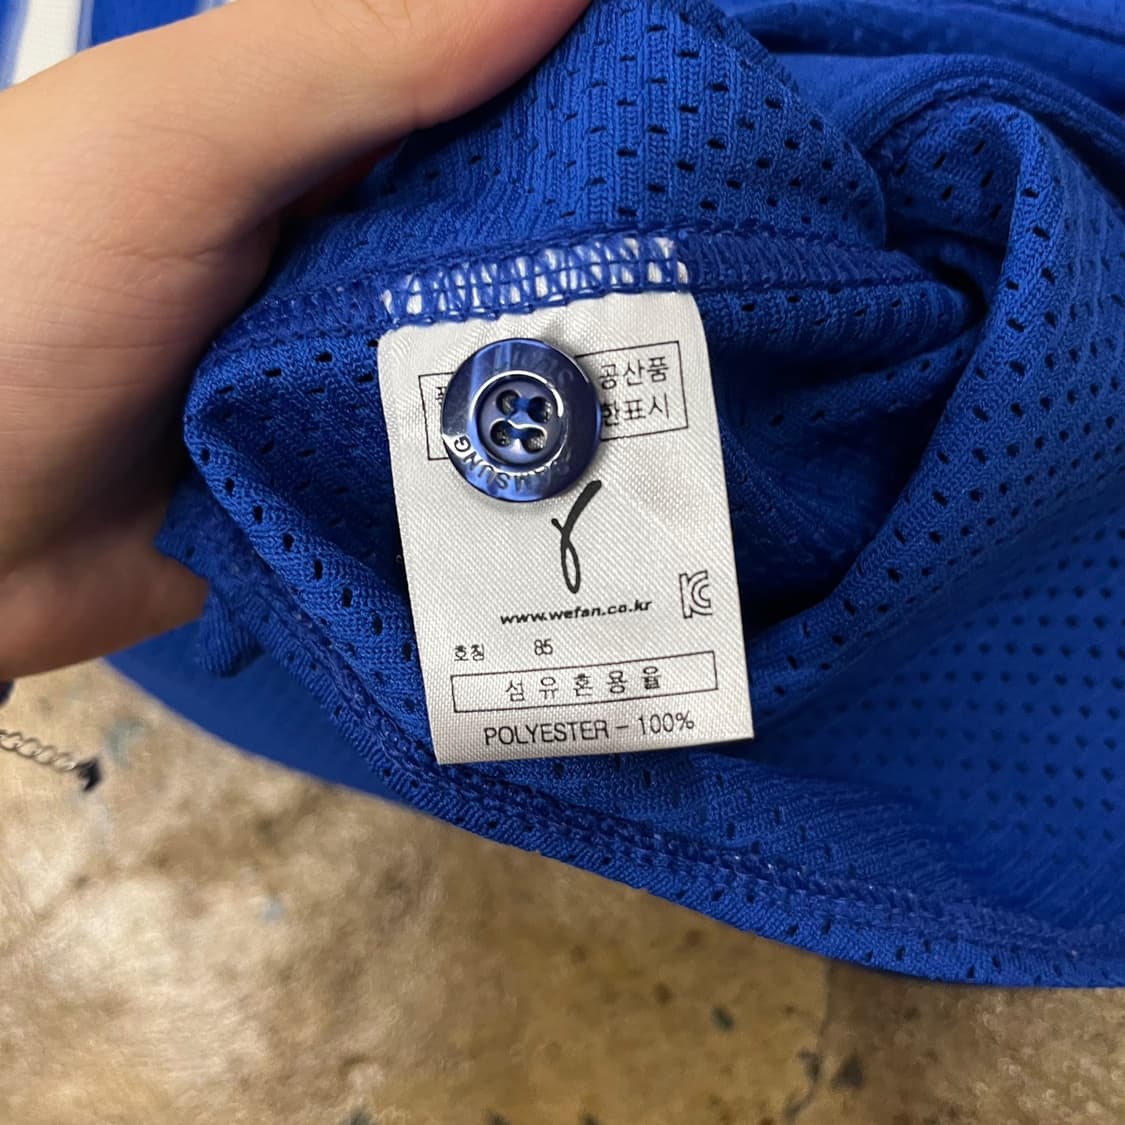 SAMSUNG
공산품
한표시
www.wefan.co.kr
KC
호칭 85
섬유혼용율
POLYESTER - 100%